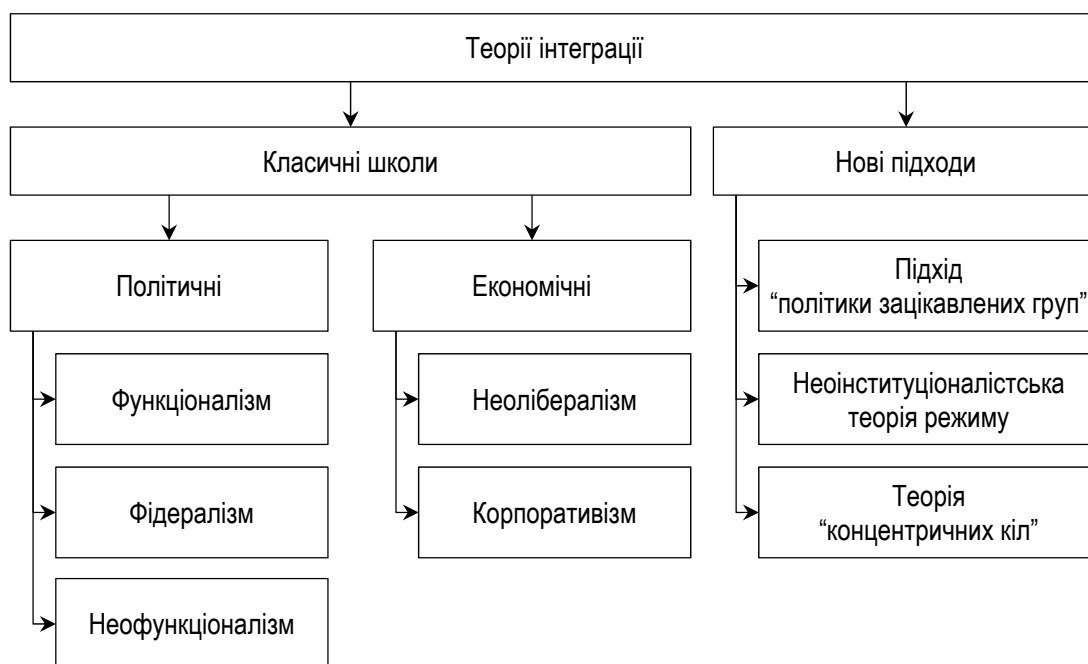 Теорії інтеграції
Класичні школи
Нові підходи
Політичні
Економічні
Підхід
“політики зацікавлених груп”
Функціоналізм
Неолібералізм
Неоінституціоналістська
теорія режиму
Фідералізм
Корпоративізм
Теорія
“концентричних кіл”
Неофункціоналізм